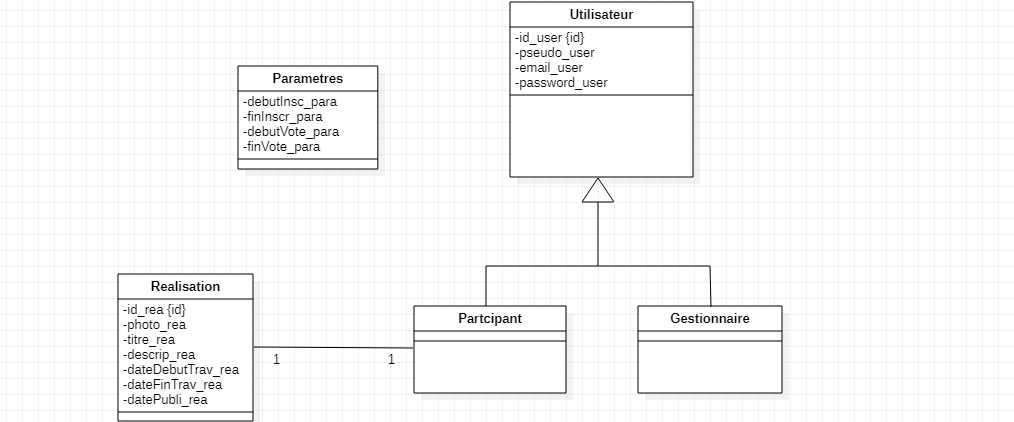 Utilisateur
-id_user {id}
-pseudo_user
-email_user
-password_user
Parametres
-debutInsc_para
-finInscr_para
-debutVote_para
-finVote_para
Realisation
-id_rea {id}
-photo_rea
-titre_rea
-descrip_rea
-dateDebutTrav_rea
-dateFinTrav_rea
-datePubli_rea
1
1
Partcipant
Gestionnaire